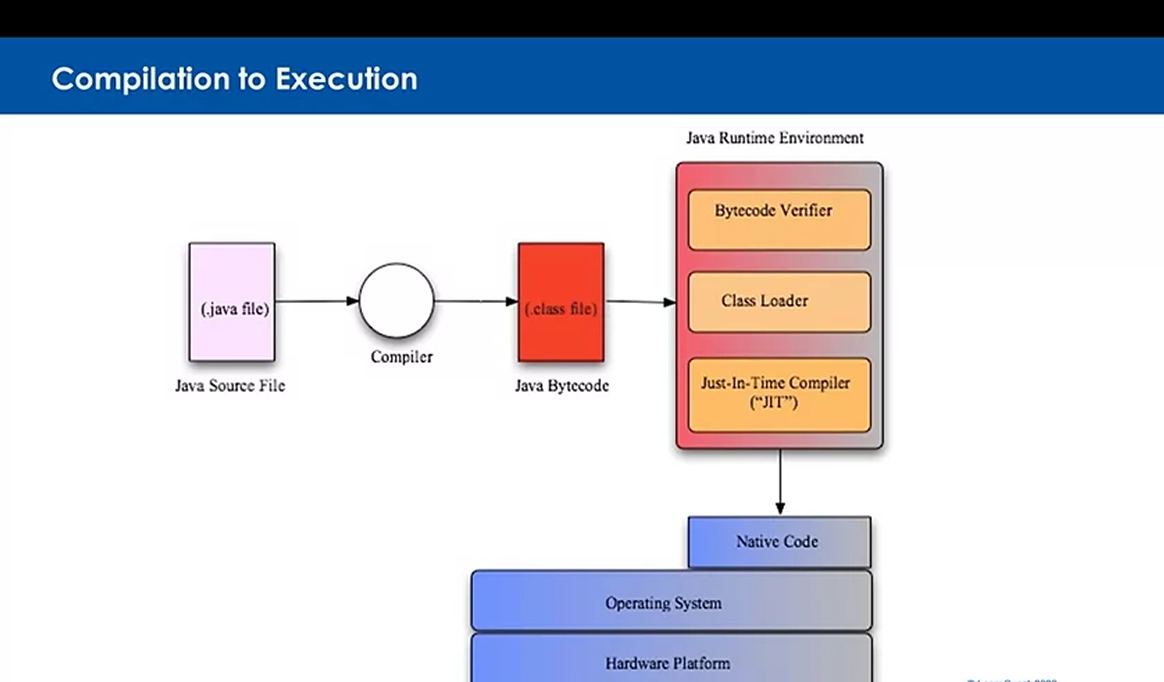 Compilation to Execution
Java Runtime Environment
Bytecode Verifier
Class Loader
Just-In-Time Compiler
(“JIT”)
(.java file)
Java Source File
Compiler
(.class file)
Java Bytecode
Native Code
Operating System
Hardware Platform